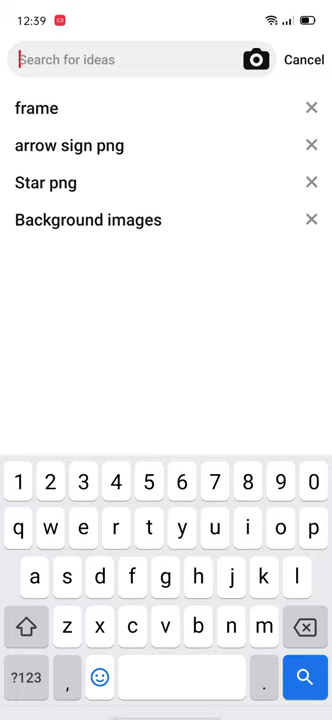 12:39
Search for ideas
Cancel
frame
arrow sign png
Star png
Background images
1 2 3 4 5 6 7 8 9 0
q w e r t y u i o p
a s d f g h j k l
z x c v b n m
?123 , .